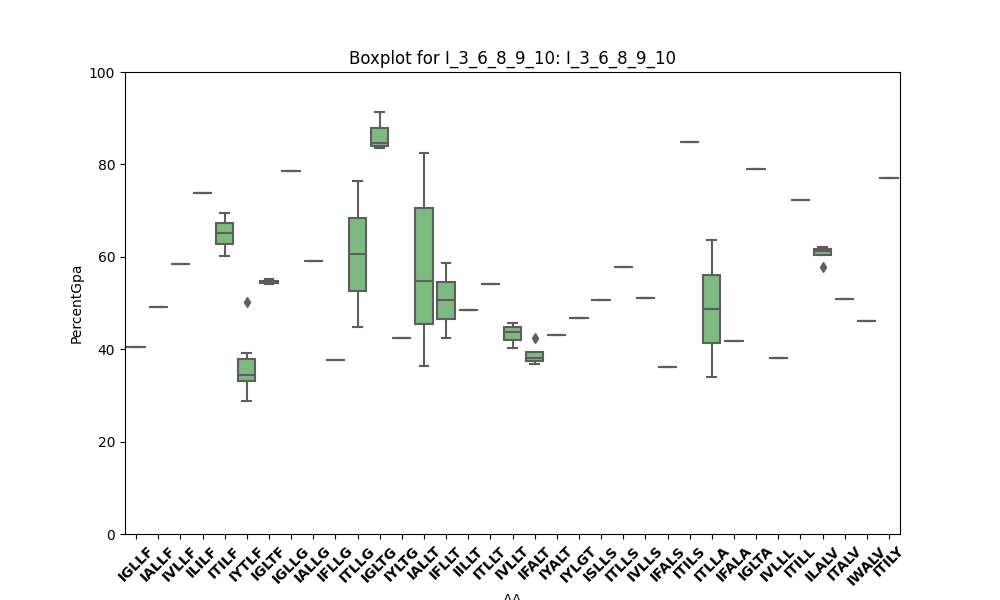 Boxplot for I_3_6_8_9_10: I_3_6_8_9_10
100
80
60
40
20
0
PercentGpa
IGLLF
IALLF
IVLLF
ILILF
ITILF
IYTLF
IGLTF
IGLLG
IALLG
IFLLG
ITLLG
IGLTG
IYLTG
IALLT
IFLLT
IILLT
ITLLT
IVLLT
IFALT
IYALT
IYLGT
ISLLS
ITLLS
IVLLS
IFALS
ITILS
ITLLA
IFALA
IGLTA
IVLLL
ITILL
ILALV
ITALV
IWALV
ITILY
AA